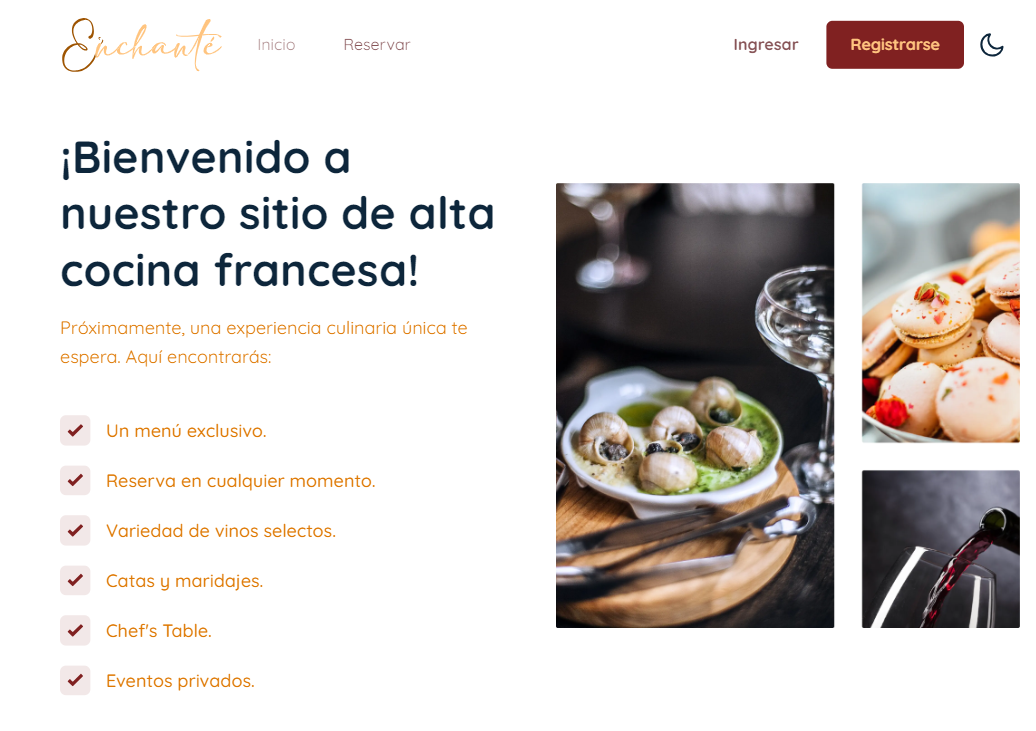 Enchanté
Inicio
Reservar
Ingresar
Registrarse
¡Bienvenido a
nuestro sitio de alta
cocina francesa!
Próximamente, una experiencia culinaria única te
espera. Aquí encontrarás:
Un menú exclusivo.
Reserva en cualquier momento.
Variedad de vinos selectos.
Catas y maridajes.
Chef's Table.
Eventos privados.